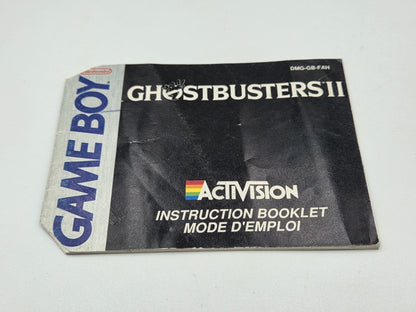 DMG-GB-FAH
GHOSTBUSTERS II
GAME BOY
ACTIVISION
INSTRUCTION BOOKLET
MODE D'EMPLOI